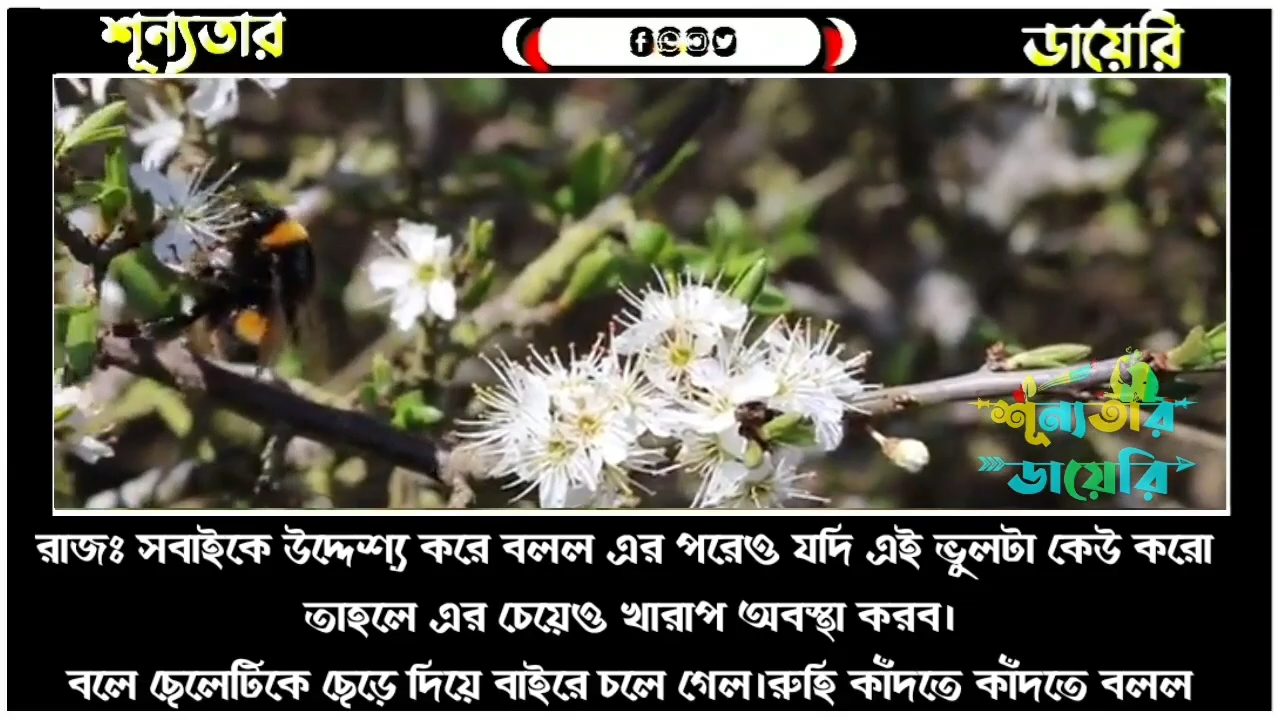 শূন্যতার
ডায়েরি
শূন্যতার
ডায়েরি
রাজঃ সবাইকে উদ্দেশ্য করে বলল এর পরেও যদি এই ভুলটা কেউ করো
তাহলে এর চেয়েও খারাপ অবস্থা করব।
বলে ছেলেটিকে ছেড়ে দিয়ে বাইরে চলে গেল।রুহি কাঁদতে কাঁদতে বলল